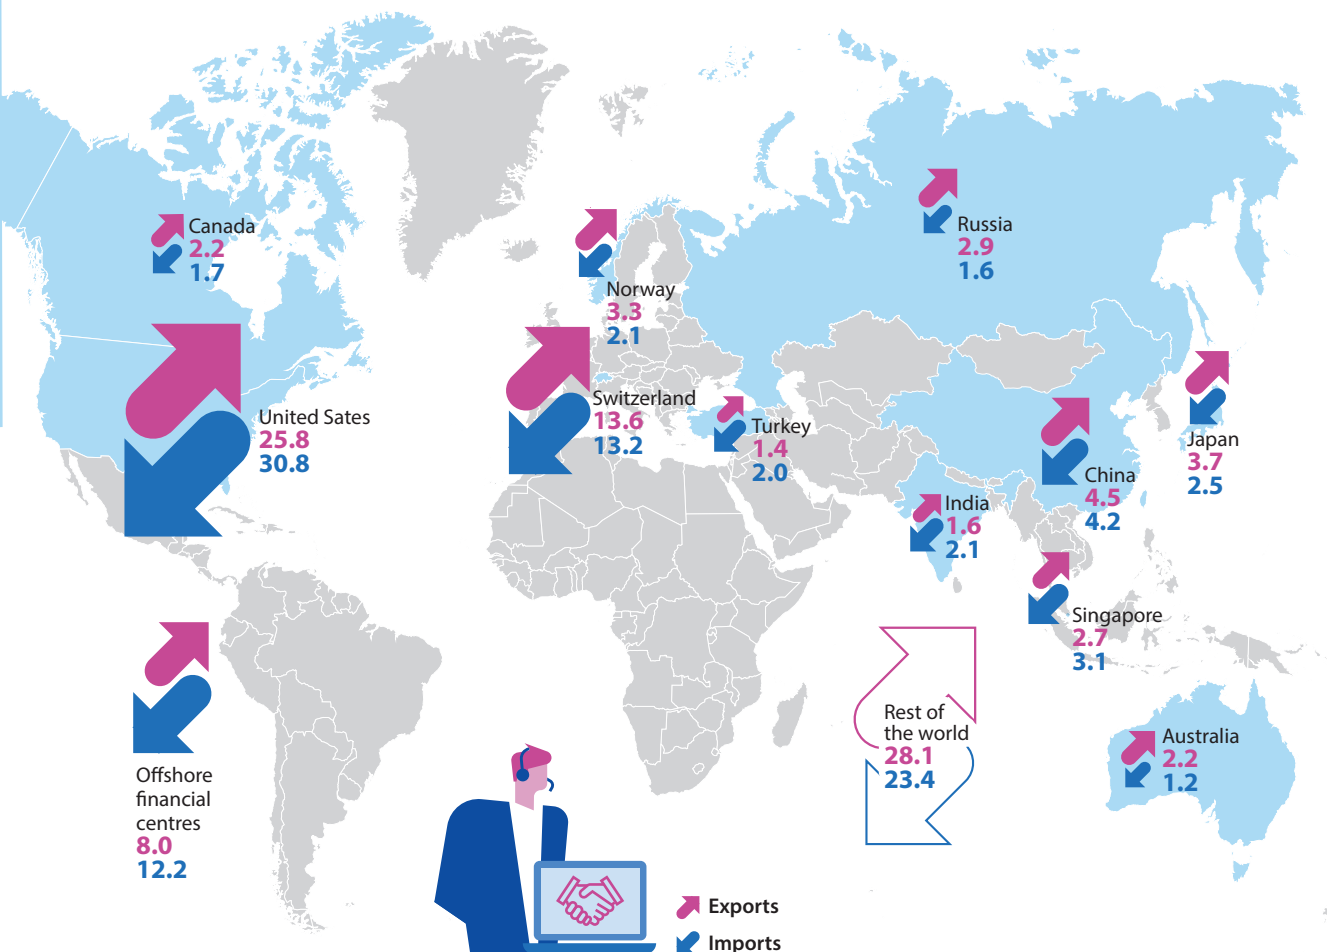 Canada
2.2
1.7
Russia
2.9
1.6
Norway
3.3
2.1
United Sates
25.8
30.8
Switzerland
13.6
13.2
Turkey
1.4
2.0
Japan
3.7
2.5
China
4.5
4.2
India
1.6
2.1
Singapore
2.7
3.1
Rest of
the world
28.1
23.4
Australia
2.2
1.2
Offshore
financial
centres
8.0
12.2
Exports
Imports